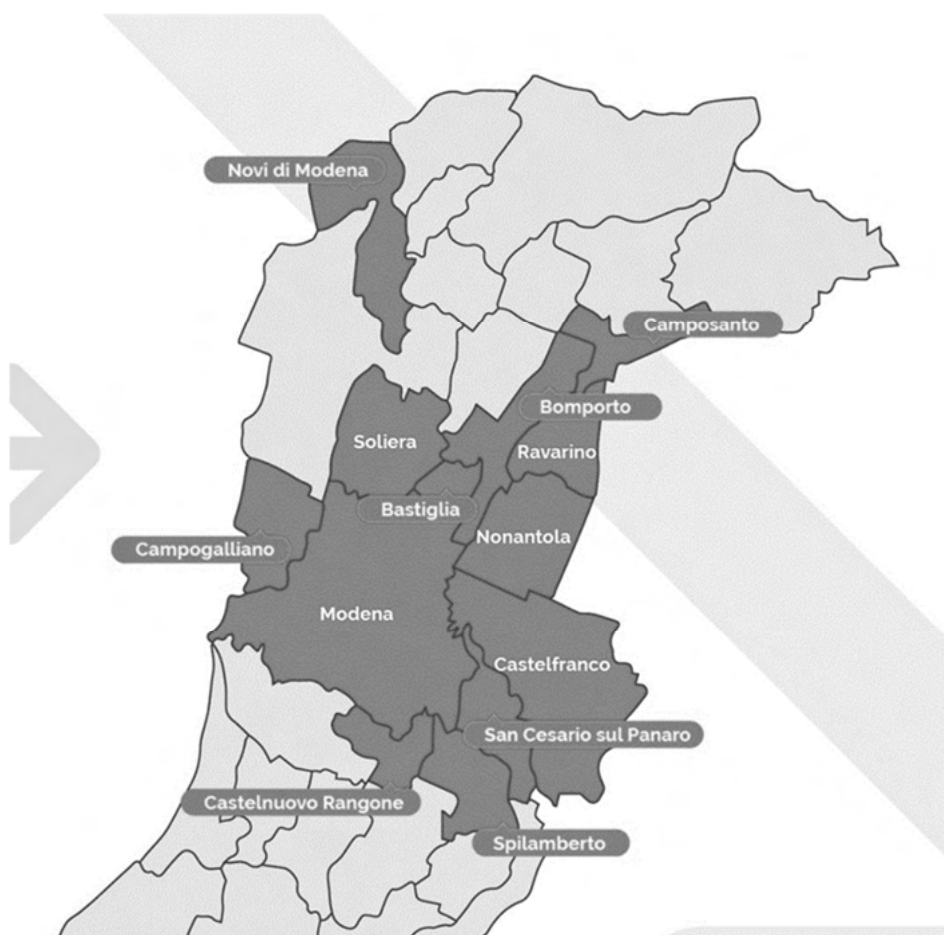 Novi di Modena
Camposanto
Bomporto
Soliera
Ravarino
Bastiglia
Nonantola
Campogalliano
Modena
Castelfranco
San Cesario sul Panaro
Castelnuovo Rangone
Spilamberto